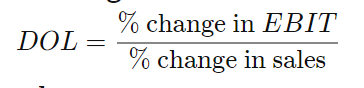 DOL = % change in EBIT / % change in sales